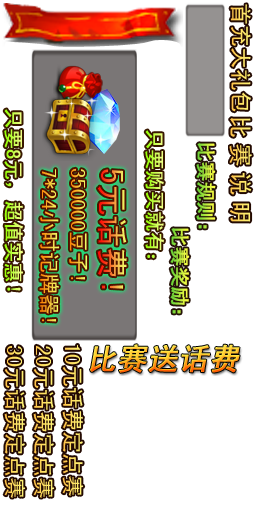 首充大礼包比赛说明
比赛规则：
比赛奖励：
只要购买就有：
5元话费！
350000豆子！
7*24小时记牌器！
只要8元，超值实惠！
比赛送话费
10元话费定点赛
20元话费定点赛
30元话费定点赛